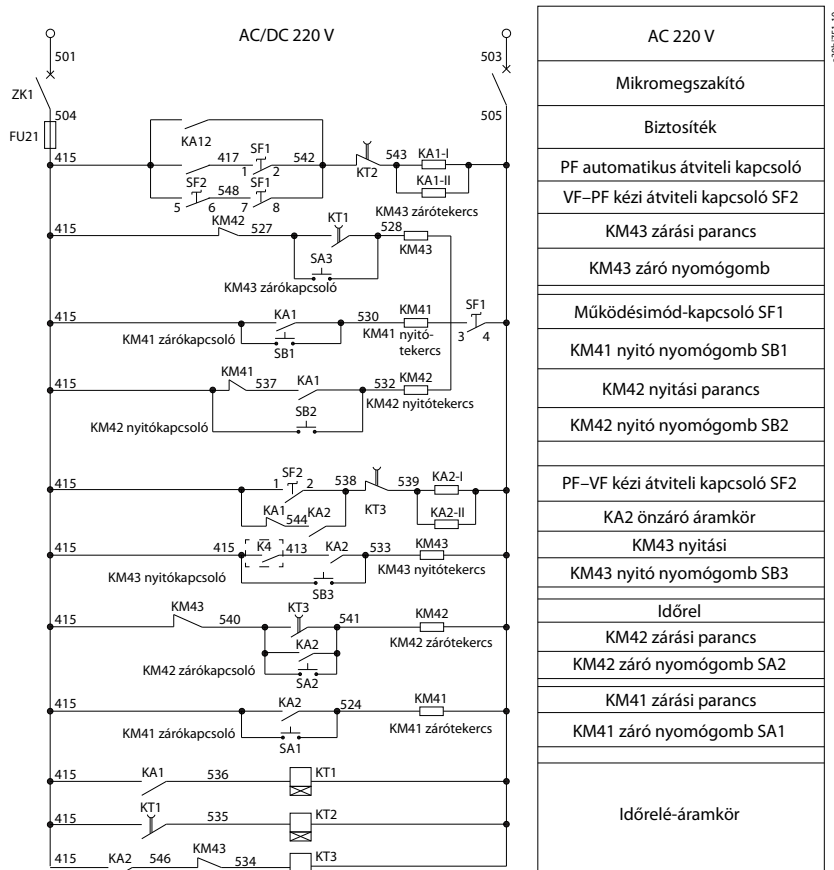 AC/DC 220 V
501
503
ZK1
504
505
FU21
KA12
415
417
SF1
1
2
542
KT2
543
KA1-I
KA1-II
SF2
548
SF1
5
6
7
8
KM43 zárótekercs
415
KM42
527
KT1
528
KM43
SA3
KM43 zárókapcsoló
415
KA1
530
KM41
SF1
KM41 zárókapcsoló
SB1
KM41 nyitó-
tekercs
3
4
415
KM41
537
KA1
532
KM42
KM42 nyitótekercs
SB2
KM42 nyitókapcsoló
415
SF2
1
2
538
KT3
539
KA2-I
KA2-II
KA1
544
KA2
415
415
K4
413
KA2
533
KM43
KM43 nyitókapcsoló
SB3
KM43 nyitótekercs
415
KM43
540
KT3
541
KM42
KM42 zárótekercs
KA2
KM42 zárókapcsoló
SA2
415
KA2
524
KM41
KM41 zárókapcsoló
SA1
KM41 zárótekercs
415
KA1
536
KT1
415
KT1
535
KT2
415
KA2
546
KM43
534
KT3
AC 220 V
Mikromegszakító
Biztosíték
PF automatikus átviteli kapcsoló
VF–PF kézi átviteli kapcsoló SF2
KM43 zárási parancs
KM43 záró nyomógomb
Működésimód-kapcsoló SF1
KM41 nyitó nyomógomb SB1
KM42 nyitási parancs
KM42 nyitó nyomógomb SB2
PF–VF kézi átviteli kapcsoló SF2
KA2 önzáró áramkör
KM43 nyitási
KM43 nyitó nyomógomb SB3
Időrel
KM42 zárási parancs
KM42 záró nyomógomb SA2
KM41 zárási parancs
KM41 záró nyomógomb SA1
Időrelé-áramkör